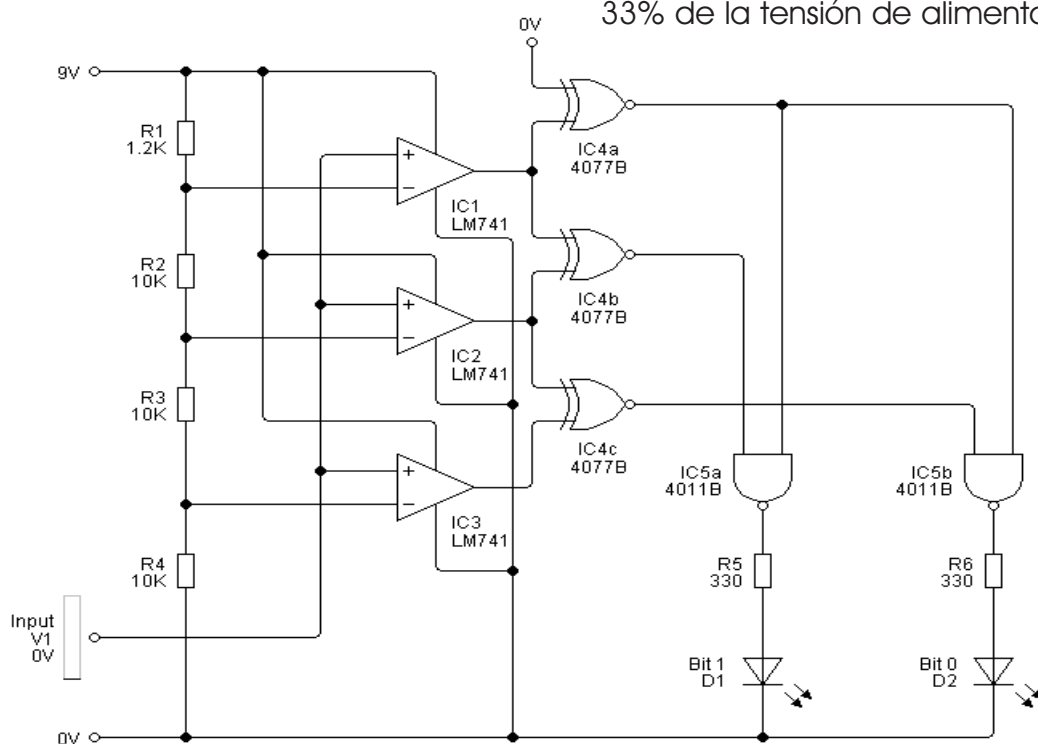 33% de la tensión de alimenta
0V
9V
R1
1.2K
IC4a
4077B
IC1
LM741
R2
10K
IC4b
4077B
IC2
LM741
R3
10K
IC4c
4077B
IC5a
4011B
IC5b
4011B
IC3
LM741
R4
10K
R5
330
R6
330
Input
V1
0V
Bit 1
D1
Bit 0
D2
0V